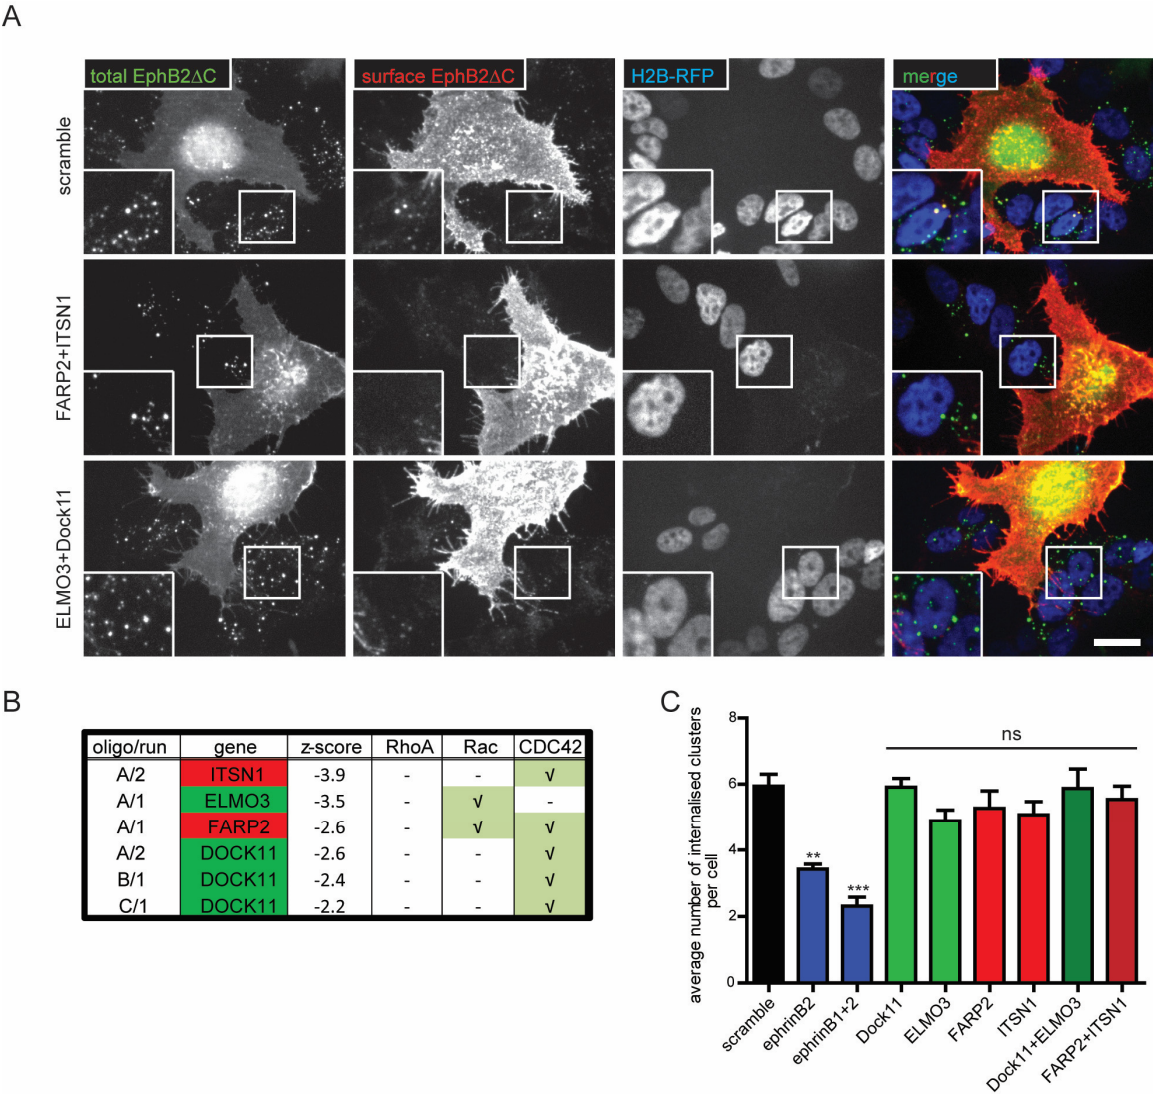 A
total EphB2ΔC surface EphB2ΔC H2B-RFP merge
scramble
FARP2+ITSN1
ELMO3+Dock11
B
oligo/run gene z-score RhoA Rac CDC42
A/2 ITSN1 -3.9 - - √
A/1 ELMO3 -3.5 - √ -
A/1 FARP2 -2.6 - √ √
A/2 DOCK11 -2.6 - - √
B/1 DOCK11 -2.4 - - √
C/1 DOCK11 -2.2 - - √
C
average number of internalised clusters
per cell
8
6
4
2
0
ns
**
***
scramble
ephrinB2
ephrinB1+2
Dock11
ELMO3
FARP2
ITSN1
Dock11+ELMO3
FARP2+ITSN1